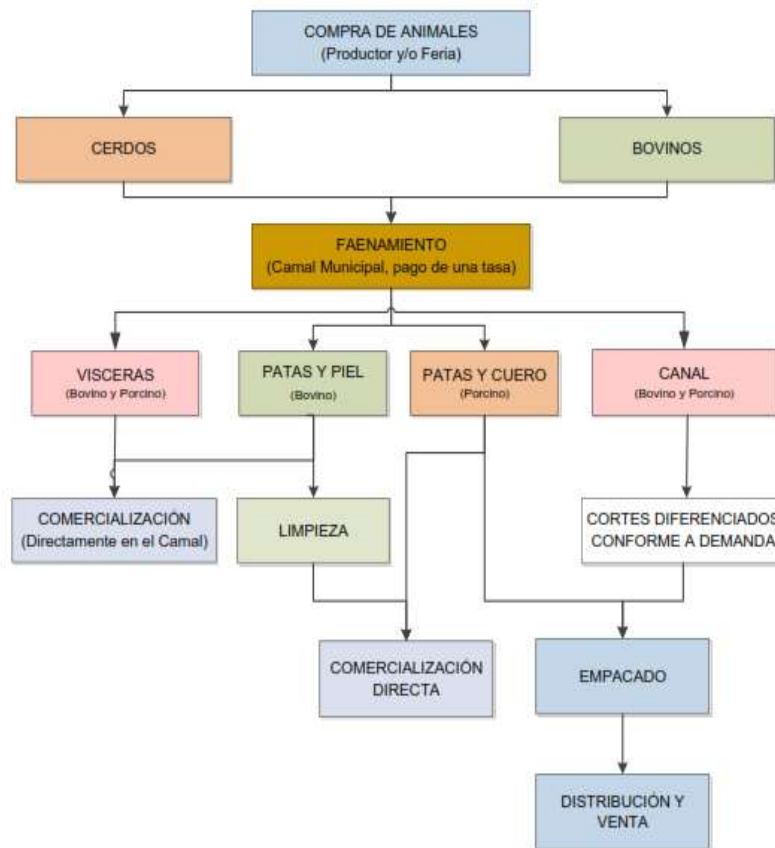 COMPRA DE ANIMALES
(Productor y/o Feria)
CERDOS
BOVINOS
FAENAMIENTO
(Camal Municipal, pago de una tasa)
VISCERAS
(Bovino y Porcino)
PATAS Y PIEL
(Bovino)
PATAS Y CUERO
(Porcino)
CANAL
(Bovino y Porcino)
COMERCIALIZACIÓN
(Directamente en el Camal)
LIMPIEZA
CORTES DIFERENCIADOS
CONFORME A DEMANDA
COMERCIALIZACIÓN
DIRECTA
EMPACADO
DISTRIBUCIÓN Y
VENTA